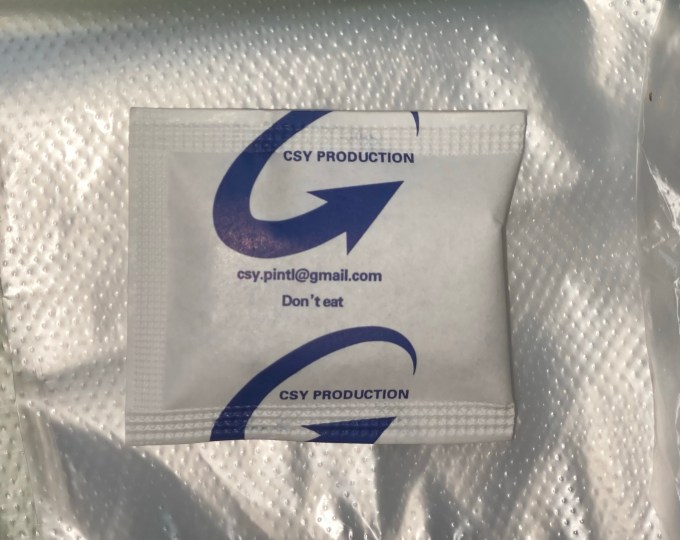 CSY PRODUCTION
csy.pintl@gmail.com
Don't eat
CSY PRODUCTION